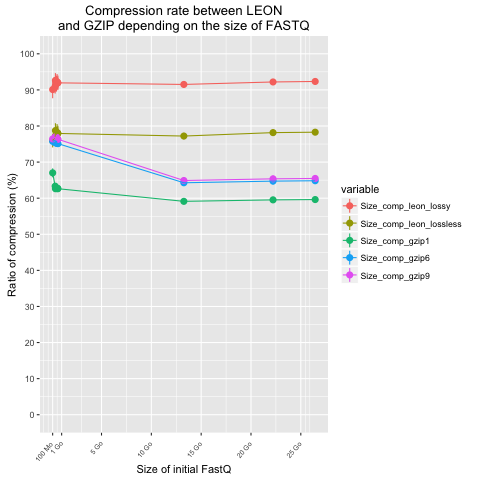 Compression rate between LEON
and GZIP depending on the size of FASTQ
Ratio of compression (%)
100
90
80
70
60
50
40
30
20
10
0
100 Mo
1 Go
5 Go
10 Go
15 Go
20 Go
25 Go
Size of initial FastQ
variable
Size_comp_leon_lossy
Size_comp_leon_lossless
Size_comp_gzip1
Size_comp_gzip6
Size_comp_gzip9